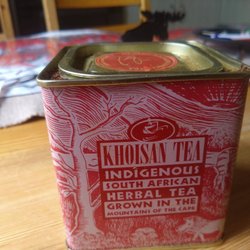 KHOISAN TEA
INDIGENOUS
SOUTH AFRICAN
HERBAL TEA
GROWN IN THE
MOUNTAINS OF THE CAPE